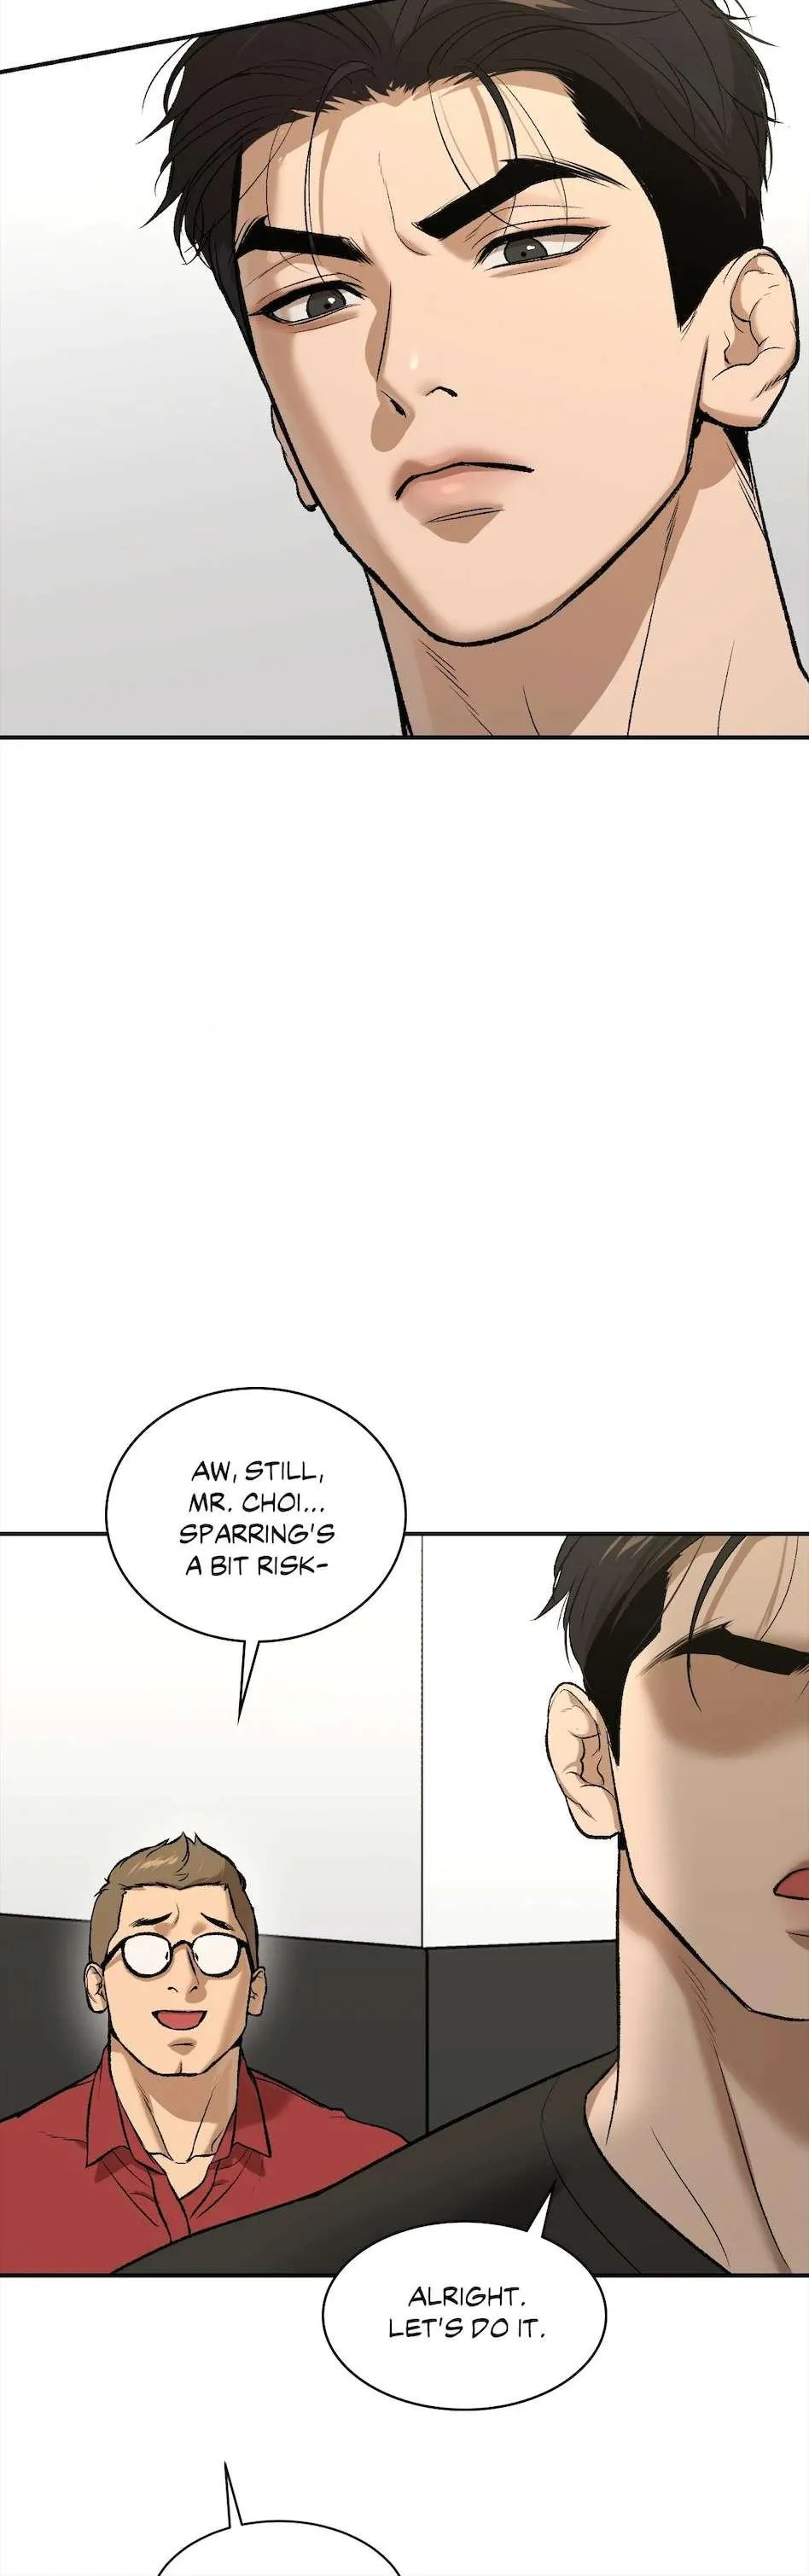 AW, STILL,
MR. CHOI...
SPARRING'S
A BIT RISK-
ALRIGHT.
LET'S DO IT.